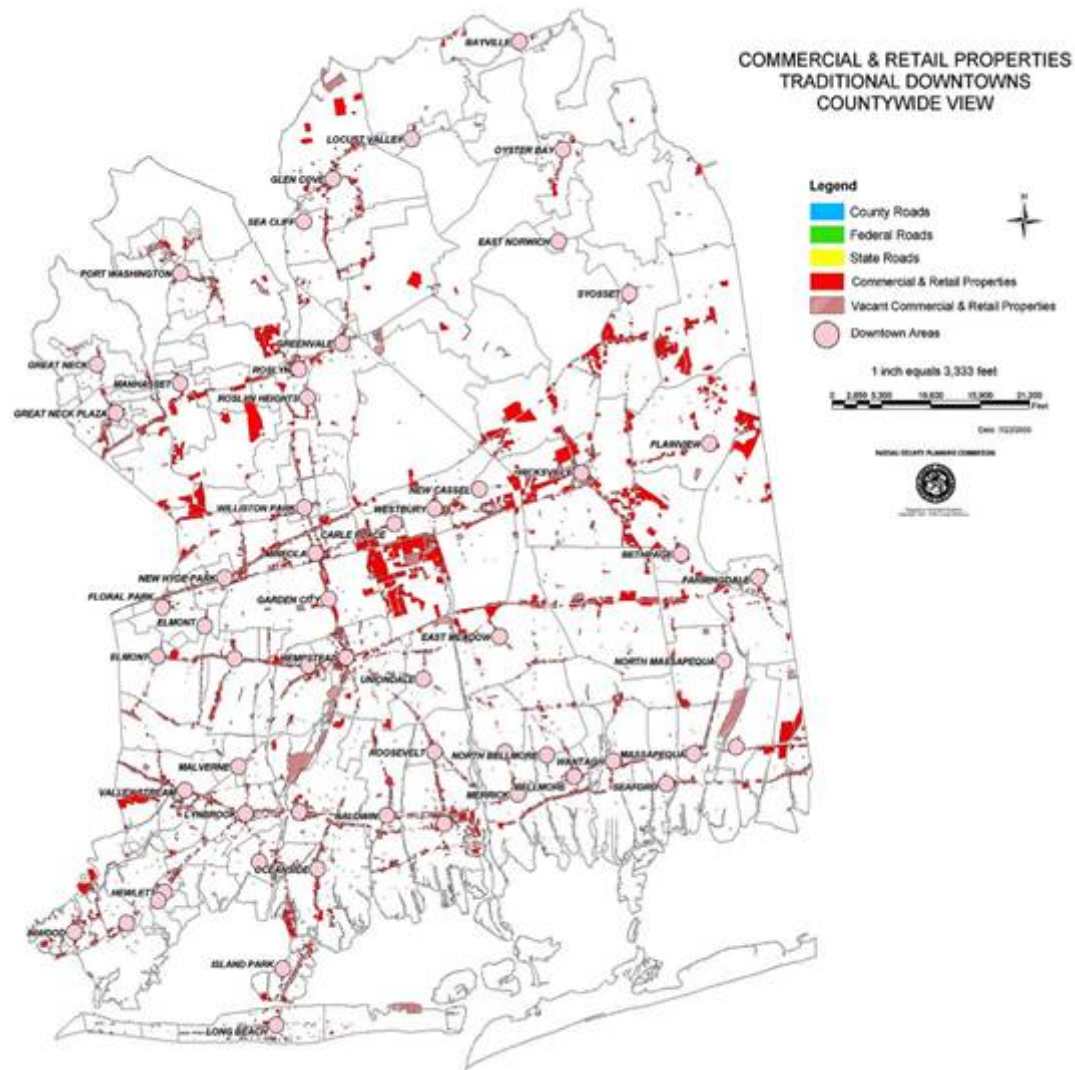 COMMERCIAL & RETAIL PROPERTIES
TRADITIONAL DOWNTOWNS
COUNTYWIDE VIEW
Legend
County Roads
Federal Roads
State Roads
Commercial & Retail Properties
Vacant Commercial & Retail Properties
Downtown Areas
N
1 inch equals 3,333 feet
Feet
NASSAU COUNTY PLANNING COMMISSION
BAYVILLE
LOCUST VALLEY
OYSTER BAY
GLEN COVE
SEA CLIFF
EAST NORWICH
PORT WASHINGTON
SYOSSET
GREENVALE
GREAT NECK
ROSLYN
MANHASSET
ROSLYN HEIGHTS
GREAT NECK PLAZA
PLAINVIEW
HICKSVILLE
NEW CASSEL
WILLISTON PARK
WESTBURY
CARLE PLACE
MINEOLA
BETHPAGE
NEW HYDE PARK
FARMINGDALE
FLORAL PARK
GARDEN CITY
ELMONT
EAST MEADOW
ELMONT
HEMPSTEAD
NORTH MASSAPEQUA
UNIONDALE
ROOSEVELT
NORTH BELLMORE
MASSAPEQUA
WANTAGH
MALVERNE
BELLMORE
SEAFORD
VALLEY STREAM
MERRICK
LYNBROOK
BALDWIN
OCEANSIDE
HEWLETT
INWOOD
ISLAND PARK
LONG BEACH